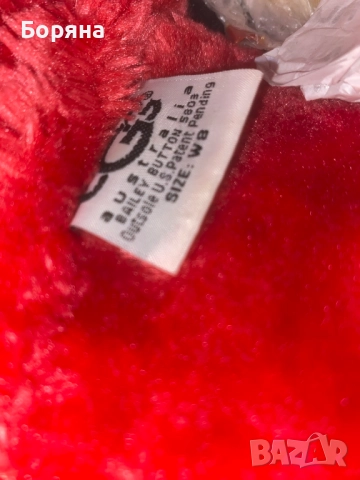 Боряна
UGG®
australia
BAILEY BUTTON 5803
Outsole U.S. Patent Pending
SIZE: W8
BAZAR